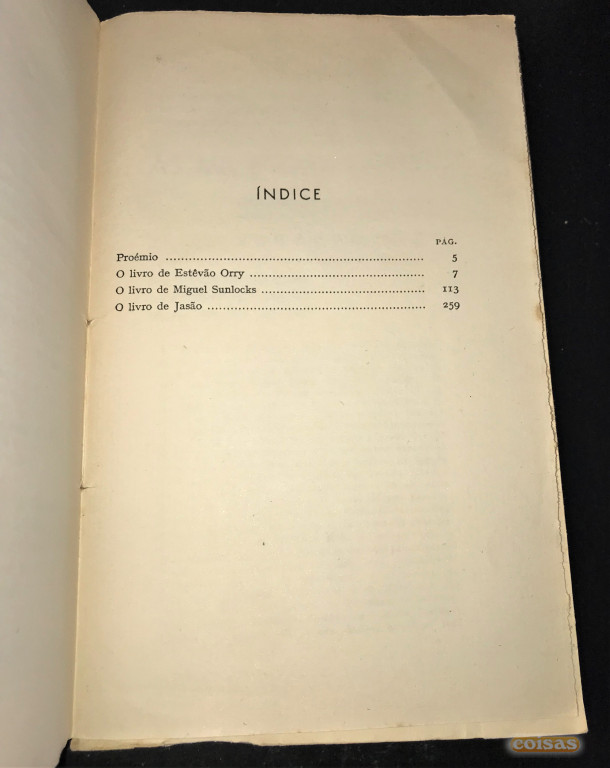 ÍNDICE
PÁG.
Proémio ........................................................................ 5
O livro de Estêvão Orry ................................................ 7
O livro de Miguel Sunlocks ............................................ 113
O livro de Jasão ............................................................ 259
coisas